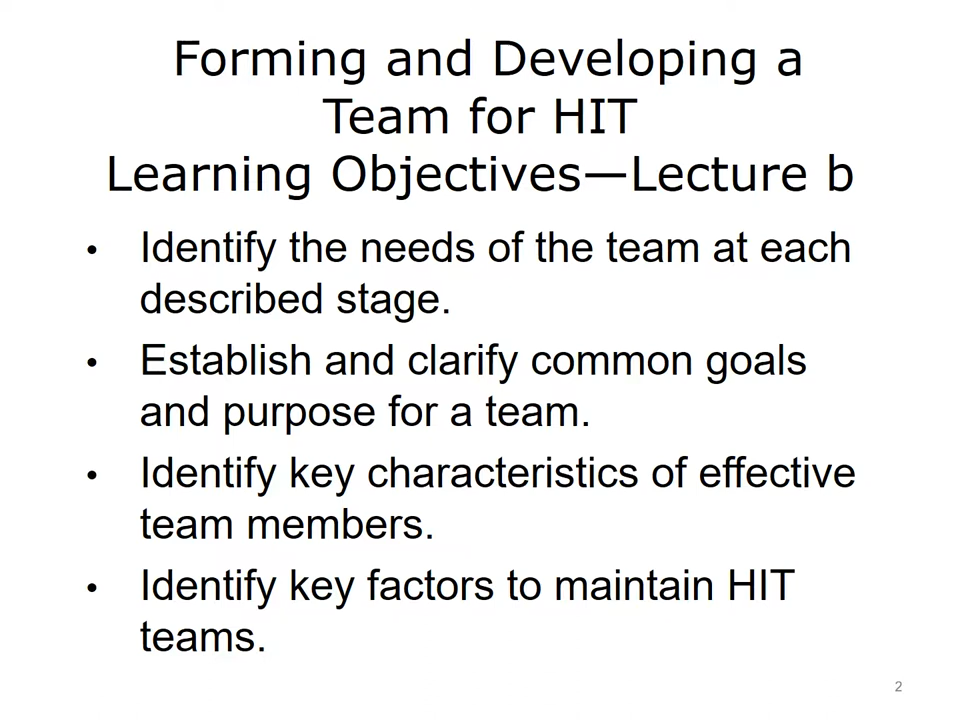 Forming and Developing a
Team for HIT
Learning Objectives—Lecture b
• Identify the needs of the team at each
described stage.
• Establish and clarify common goals
and purpose for a team.
• Identify key characteristics of effective
team members.
• Identify key factors to maintain HIT
teams.
2